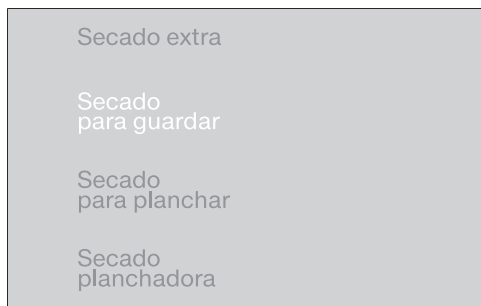 Secado extra
Secado
para guardar
Secado
para planchar
Secado
planchadora